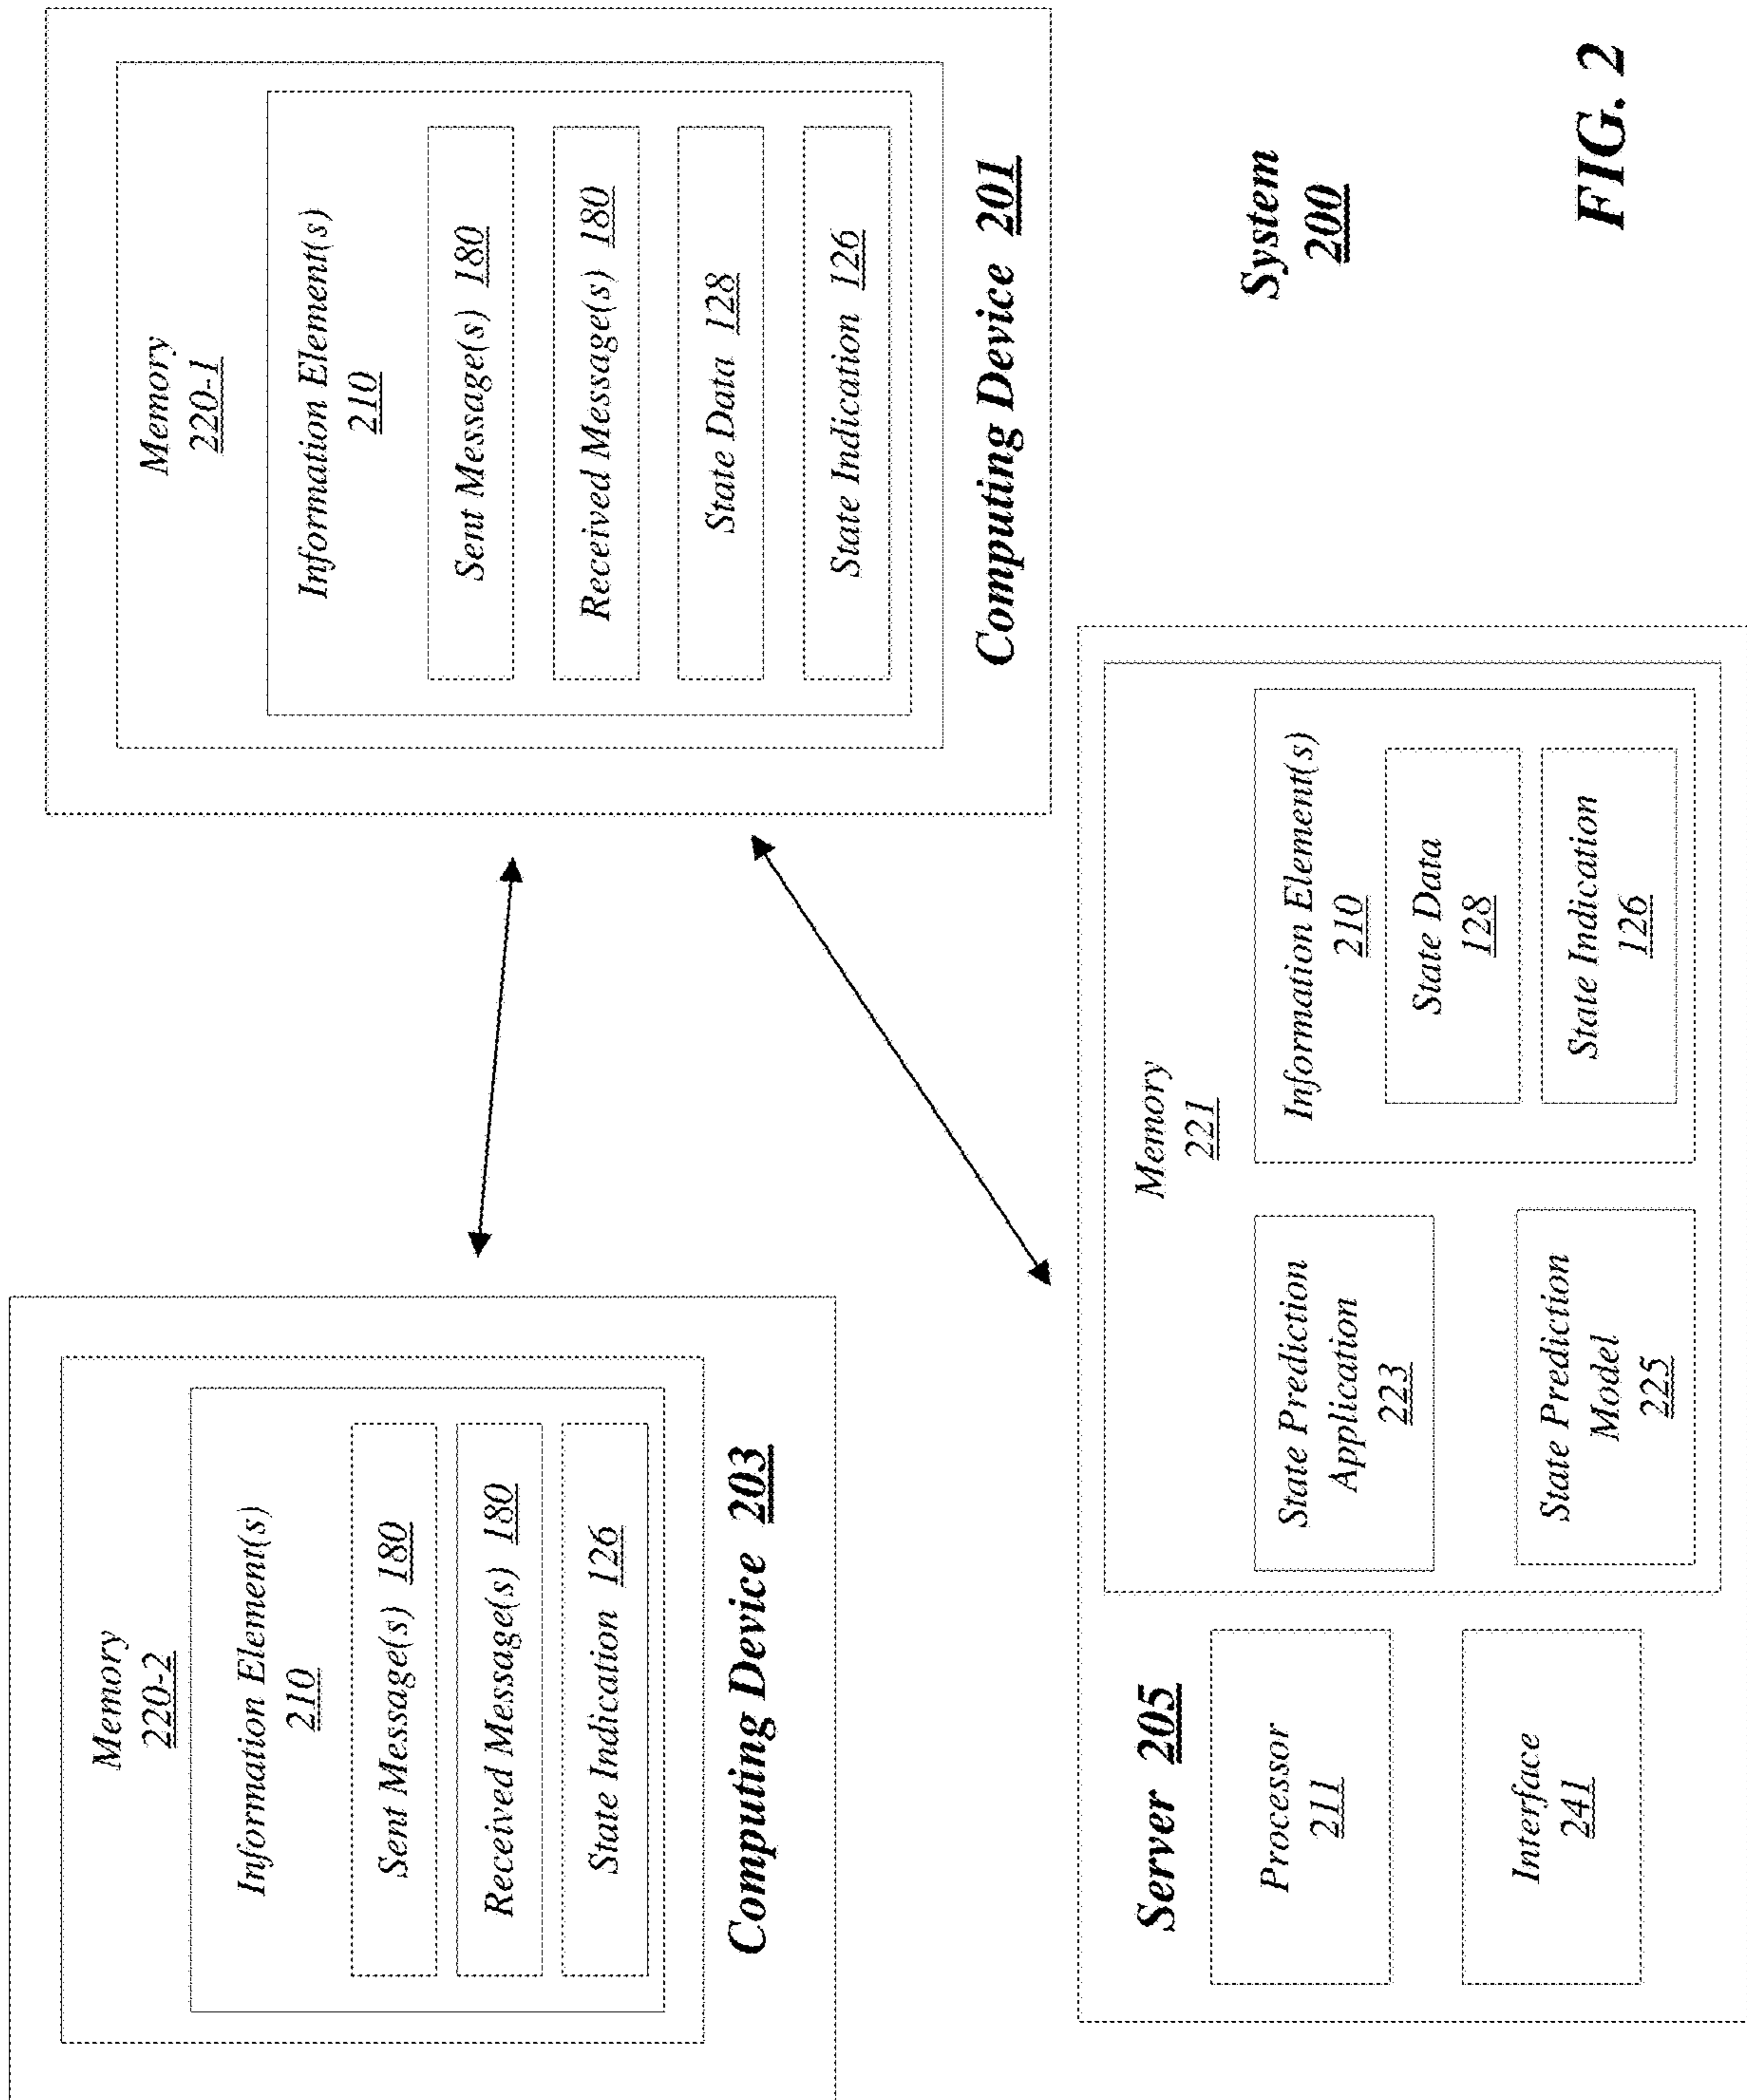 Memory
220-2
Information Element(s)
210
Sent Message(s) 180
Received Message(s) 180
State Indication 126
Computing Device 203
Memory
220-1
Information Element(s)
210
Sent Message(s) 180
Received Message(s) 180
State Data 128
State Indication 126
Computing Device 201
Server 205
Processor
211
Interface
241
Memory
221
State Prediction
Application
223
State Prediction
Model
225
Information Element(s)
210
State Data
128
State Indication
126
System
200
FIG. 2